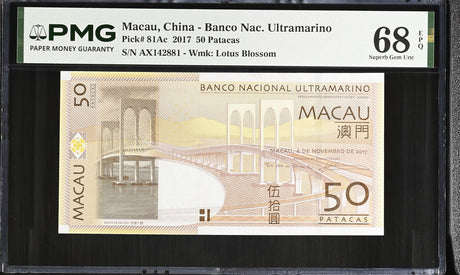 PMG
PAPER MONEY GUARANTY
Macau, China - Banco Nac. Ultramarino
Pick# 81Ac 2017 50 Patacas
S/N AX142881 - Wmk: Lotus Blossom
68 EPQ
Superb Gem Unc
50
BANCO NACIONAL ULTRAMARINO
MACAU
澳門
MACAU, 6 DE NOVEMBRO DE 2017
MACAU
伍拾圓
50
PATACAS